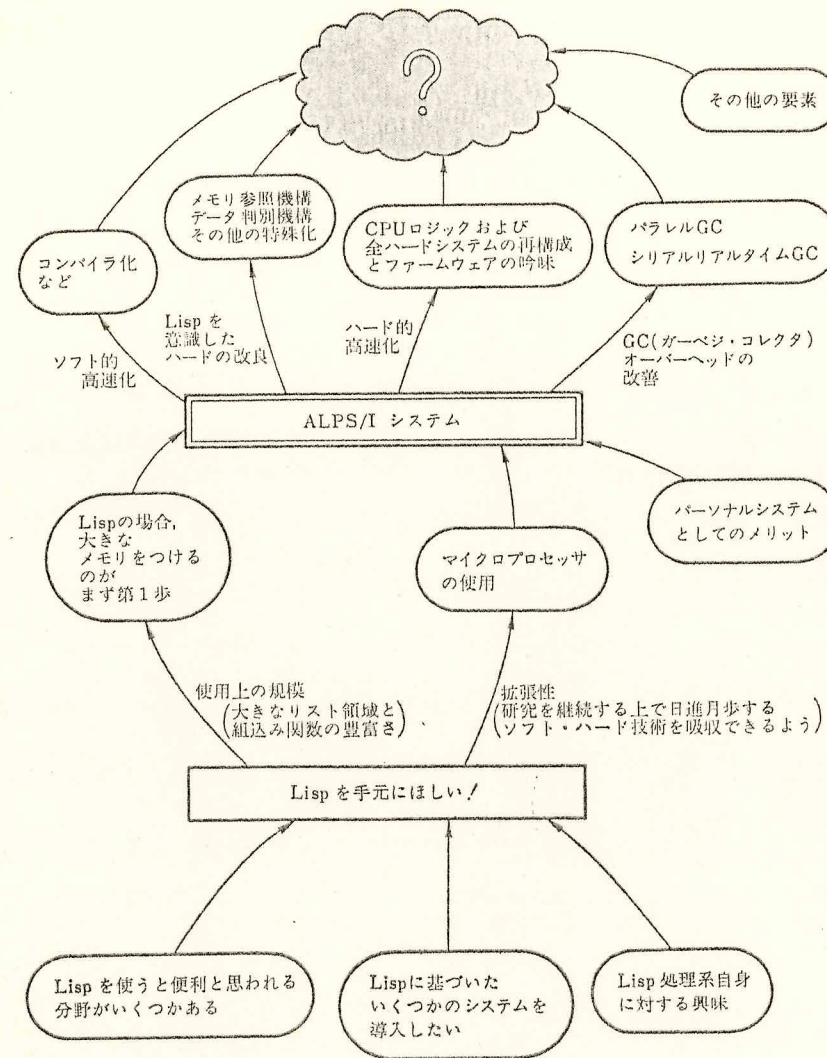 ?
その他の要素
メモリ参照機構
データ判別機構
その他の特殊化
CPUロジックおよび
全ハードシステムの再構成
とファームウェアの吟味
パラレルGC
シリアルリアルタイムGC
コンパイラ化
など
Lispを
意識した
ハードの改良
ハード的
高速化
GC(ガーベジ・コレクタ)
オーバーヘッドの
改善
ソフト的
高速化
ALPS/I システム
Lispの場合,
大きな
メモリをつける
のが
まず第1歩
マイクロプロセッサ
の使用
パーソナルシステム
としてのメリット
使用上の規模
(大きなリスト領域と
組込み関数の豊富さ)
拡張性
(研究を継続する上で日進月歩する
ソフト・ハード技術を吸収できるよう)
Lispを手元にほしい!
Lispを使うと便利と思われる
分野がいくつかある
Lispに基づいた
いくつかのシステムを
導入したい
Lisp処理系自身
に対する興味